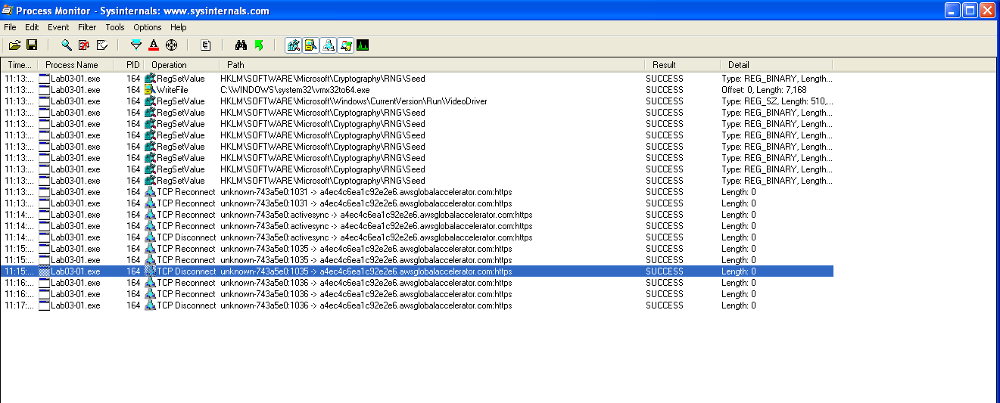 Process Monitor - Sysinternals: www.sysinternals.com
File Edit Event Filter Tools Options Help
Time... Process Name PID Operation Path Result Detail
11:13:... Lab03-01.exe 164 RegSetValue HKLM\SOFTWARE\Microsoft\Cryptography\RNG\Seed SUCCESS Type: REG_BINARY, Length...
11:13:... Lab03-01.exe 164 WriteFile C:\WINDOWS\system32\vmx32to64.exe SUCCESS Offset: 0, Length: 7,168
11:13:... Lab03-01.exe 164 RegSetValue HKLM\SOFTWARE\Microsoft\Windows\CurrentVersion\Run\VideoDriver SUCCESS Type: REG_SZ, Length: 510,...
11:13:... Lab03-01.exe 164 RegSetValue HKLM\SOFTWARE\Microsoft\Cryptography\RNG\Seed SUCCESS Type: REG_BINARY, Length...
11:13:... Lab03-01.exe 164 RegSetValue HKLM\SOFTWARE\Microsoft\Cryptography\RNG\Seed SUCCESS Type: REG_BINARY, Length...
11:13:... Lab03-01.exe 164 RegSetValue HKLM\SOFTWARE\Microsoft\Cryptography\RNG\Seed SUCCESS Type: REG_BINARY, Length...
11:13:... Lab03-01.exe 164 RegSetValue HKLM\SOFTWARE\Microsoft\Cryptography\RNG\Seed SUCCESS Type: REG_BINARY, Length...
11:13:... Lab03-01.exe 164 RegSetValue HKLM\SOFTWARE\Microsoft\Cryptography\RNG\Seed SUCCESS Type: REG_BINARY, Length...
11:13:... Lab03-01.exe 164 RegSetValue HKLM\SOFTWARE\Microsoft\Cryptography\RNG\Seed SUCCESS Type: REG_BINARY, Length...
11:13:... Lab03-01.exe 164 RegSetValue HKLM\SOFTWARE\Microsoft\Cryptography\RNG\Seed SUCCESS Type: REG_BINARY, Length...
11:13:... Lab03-01.exe 164 TCP Reconnect unknown-743a5e0:1031 -> a4ec4c6ea1c92e2e6.awsglobalaccelerator.com:https SUCCESS Length: 0
11:13:... Lab03-01.exe 164 TCP Reconnect unknown-743a5e0:1031 -> a4ec4c6ea1c92e2e6.awsglobalaccelerator.com:https SUCCESS Length: 0
11:14:... Lab03-01.exe 164 TCP Reconnect unknown-743a5e0:activesync -> a4ec4c6ea1c92e2e6.awsglobalaccelerator.com:https SUCCESS Length: 0
11:14:... Lab03-01.exe 164 TCP Reconnect unknown-743a5e0:activesync -> a4ec4c6ea1c92e2e6.awsglobalaccelerator.com:https SUCCESS Length: 0
11:14:... Lab03-01.exe 164 TCP Disconnect unknown-743a5e0:activesync -> a4ec4c6ea1c92e2e6.awsglobalaccelerator.com:https SUCCESS Length: 0
11:15:... Lab03-01.exe 164 TCP Reconnect unknown-743a5e0:1035 -> a4ec4c6ea1c92e2e6.awsglobalaccelerator.com:https SUCCESS Length: 0
11:15:... Lab03-01.exe 164 TCP Disconnect unknown-743a5e0:1035 -> a4ec4c6ea1c92e2e6.awsglobalaccelerator.com:https SUCCESS Length: 0
11:16:... Lab03-01.exe 164 TCP Reconnect unknown-743a5e0:1036 -> a4ec4c6ea1c92e2e6.awsglobalaccelerator.com:https SUCCESS Length: 0
11:16:... Lab03-01.exe 164 TCP Reconnect unknown-743a5e0:1036 -> a4ec4c6ea1c92e2e6.awsglobalaccelerator.com:https SUCCESS Length: 0
11:17:... Lab03-01.exe 164 TCP Disconnect unknown-743a5e0:1036 -> a4ec4c6ea1c92e2e6.awsglobalaccelerator.com:https SUCCESS Length: 0